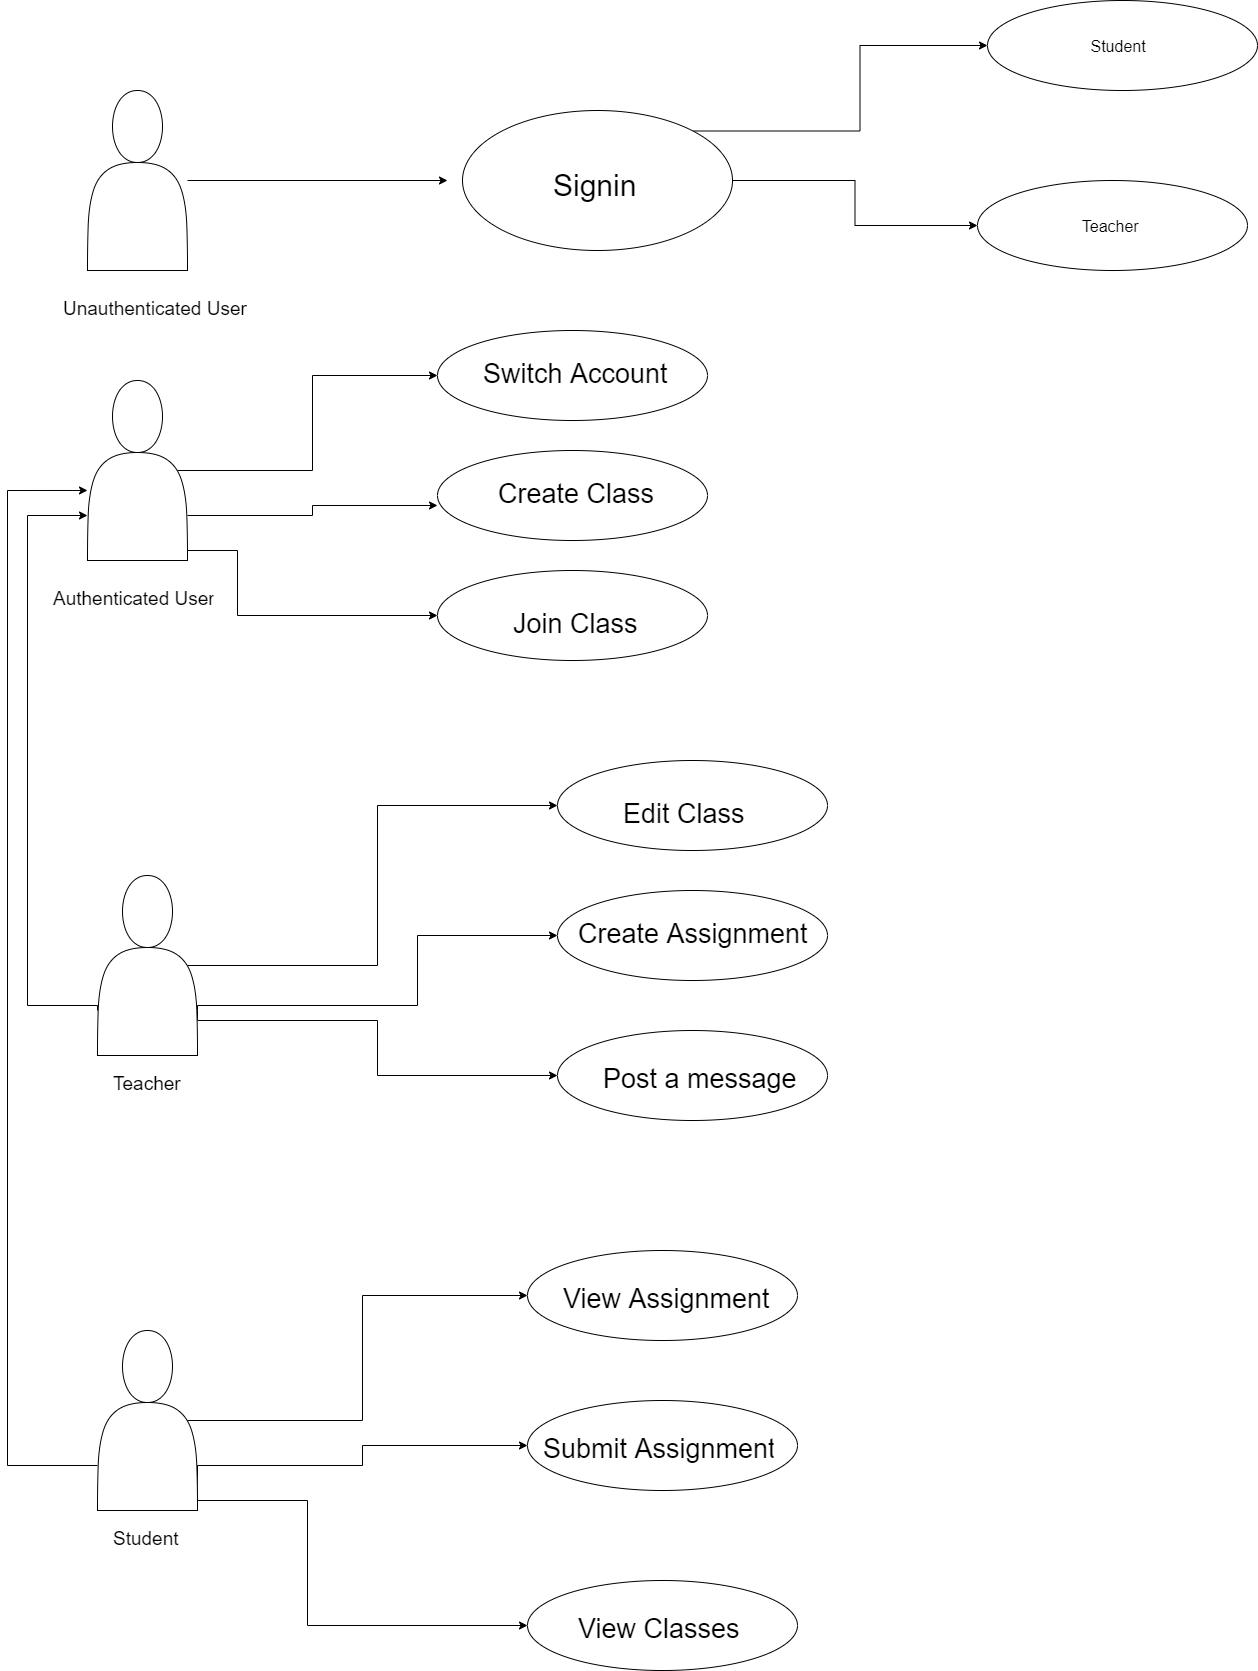 Student
Signin
Teacher
Unauthenticated User
Switch Account
Create Class
Authenticated User
Join Class
Edit Class
Create Assignment
Teacher
Post a message
View Assignment
Submit Assignment
Student
View Classes